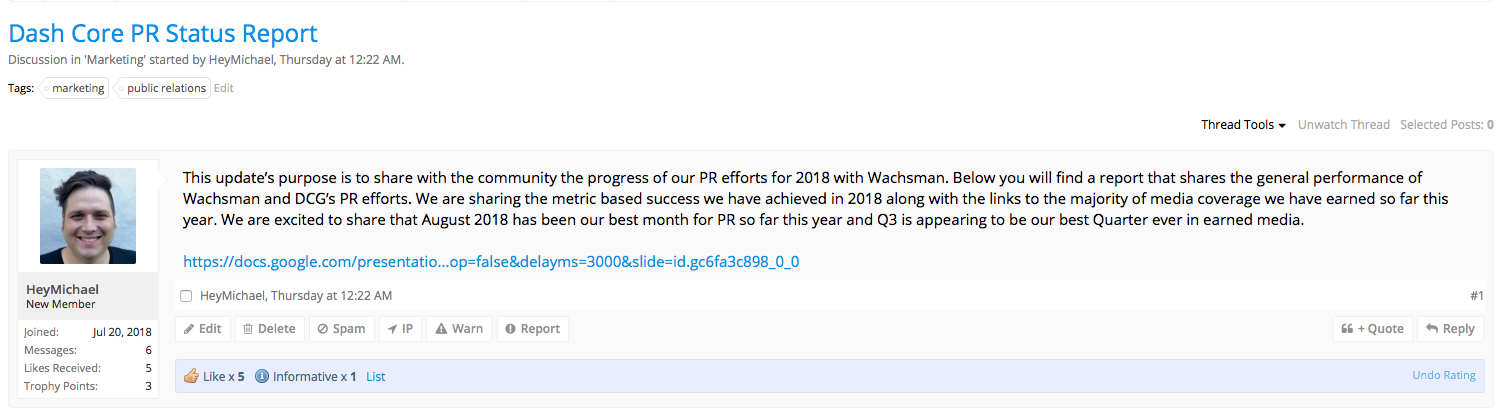 Dash Core PR Status Report
Discussion in 'Marketing' started by HeyMichael, Thursday at 12:22 AM.
Tags: marketing public relations Edit
Thread Tools Unwatch Thread Selected Posts: 0
This update's purpose is to share with the community the progress of our PR efforts for 2018 with Wachsman. Below you will find a report that shares the general performance of
Wachsman and DCG's PR efforts. We are sharing the metric based success we have achieved in 2018 along with the links to the majority of media coverage we have earned so far this
year. We are excited to share that August 2018 has been our best month for PR so far this year and Q3 is appearing to be our best Quarter ever in earned media.
https://docs.google.com/presentatio...op=false&delayms=3000&slide=id.gc6fa3c898_0_0
HeyMichael
New Member
Joined: Jul 20, 2018
Messages: 6
Likes Received: 5
Trophy Points: 3
HeyMichael, Thursday at 12:22 AM #1
Edit Delete Spam IP Warn Report + Quote Reply
Like x 5 Informative x 1 List Undo Rating